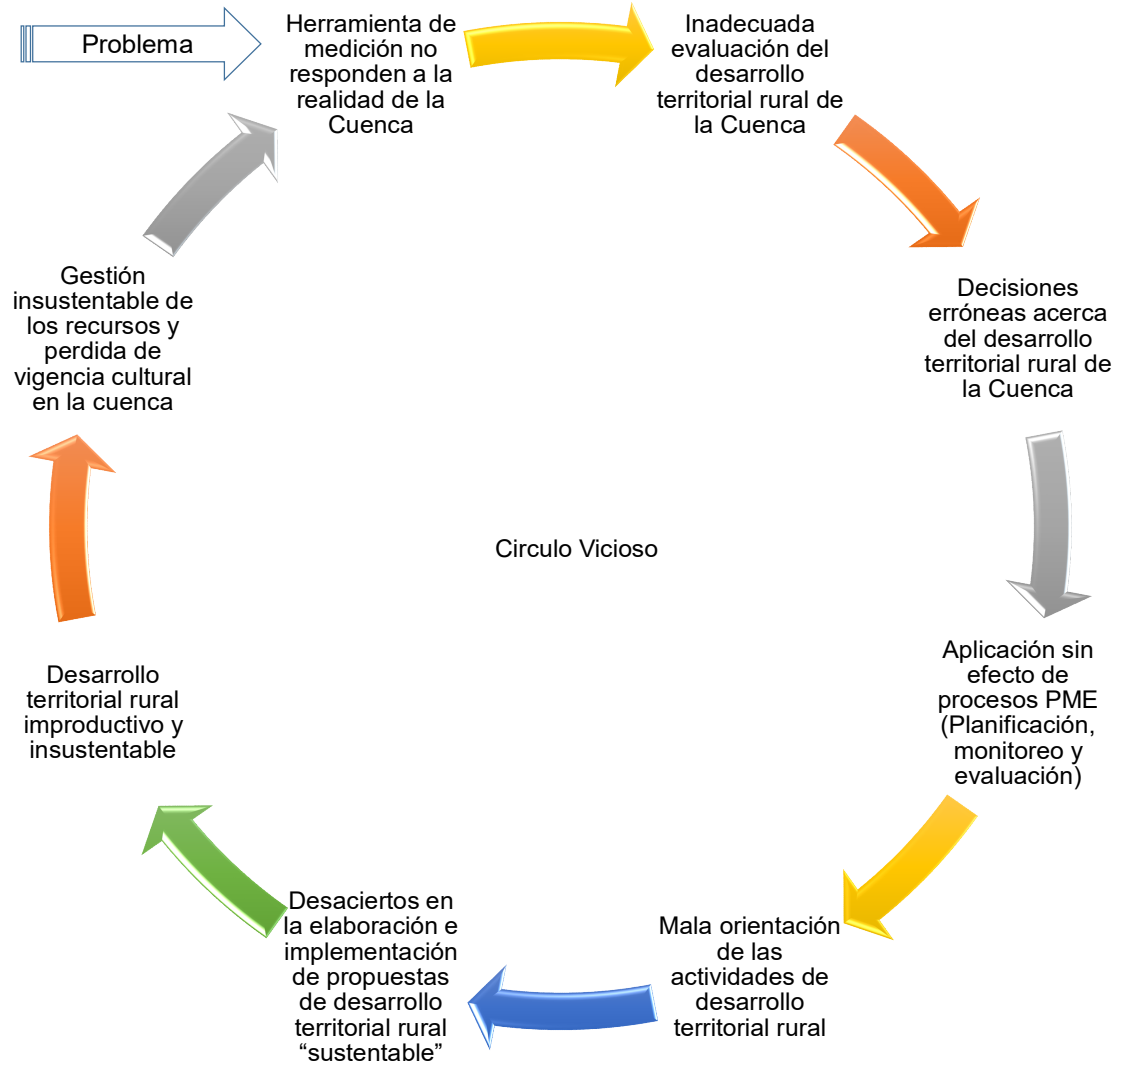 Problema
Herramienta de
medición no
responden a la
realidad de la
Cuenca
Inadecuada
evaluación del
desarrollo
territorial rural de
la Cuenca
Decisiones
erróneas acerca
del desarrollo
territorial rural de
la Cuenca
Aplicación sin
efecto de
procesos PME
(Planificación,
monitoreo y
evaluación)
Mala orientación
de las
actividades de
desarrollo
territorial rural
Desaciertos en
la elaboración e
implementación
de propuestas
de desarrollo
territorial rural
“sustentable”
Desarrollo
territorial rural
improductivo y
insustentable
Gestión
insustentable de
los recursos y
perdida de
vigencia cultural
en la cuenca
Circulo Vicioso